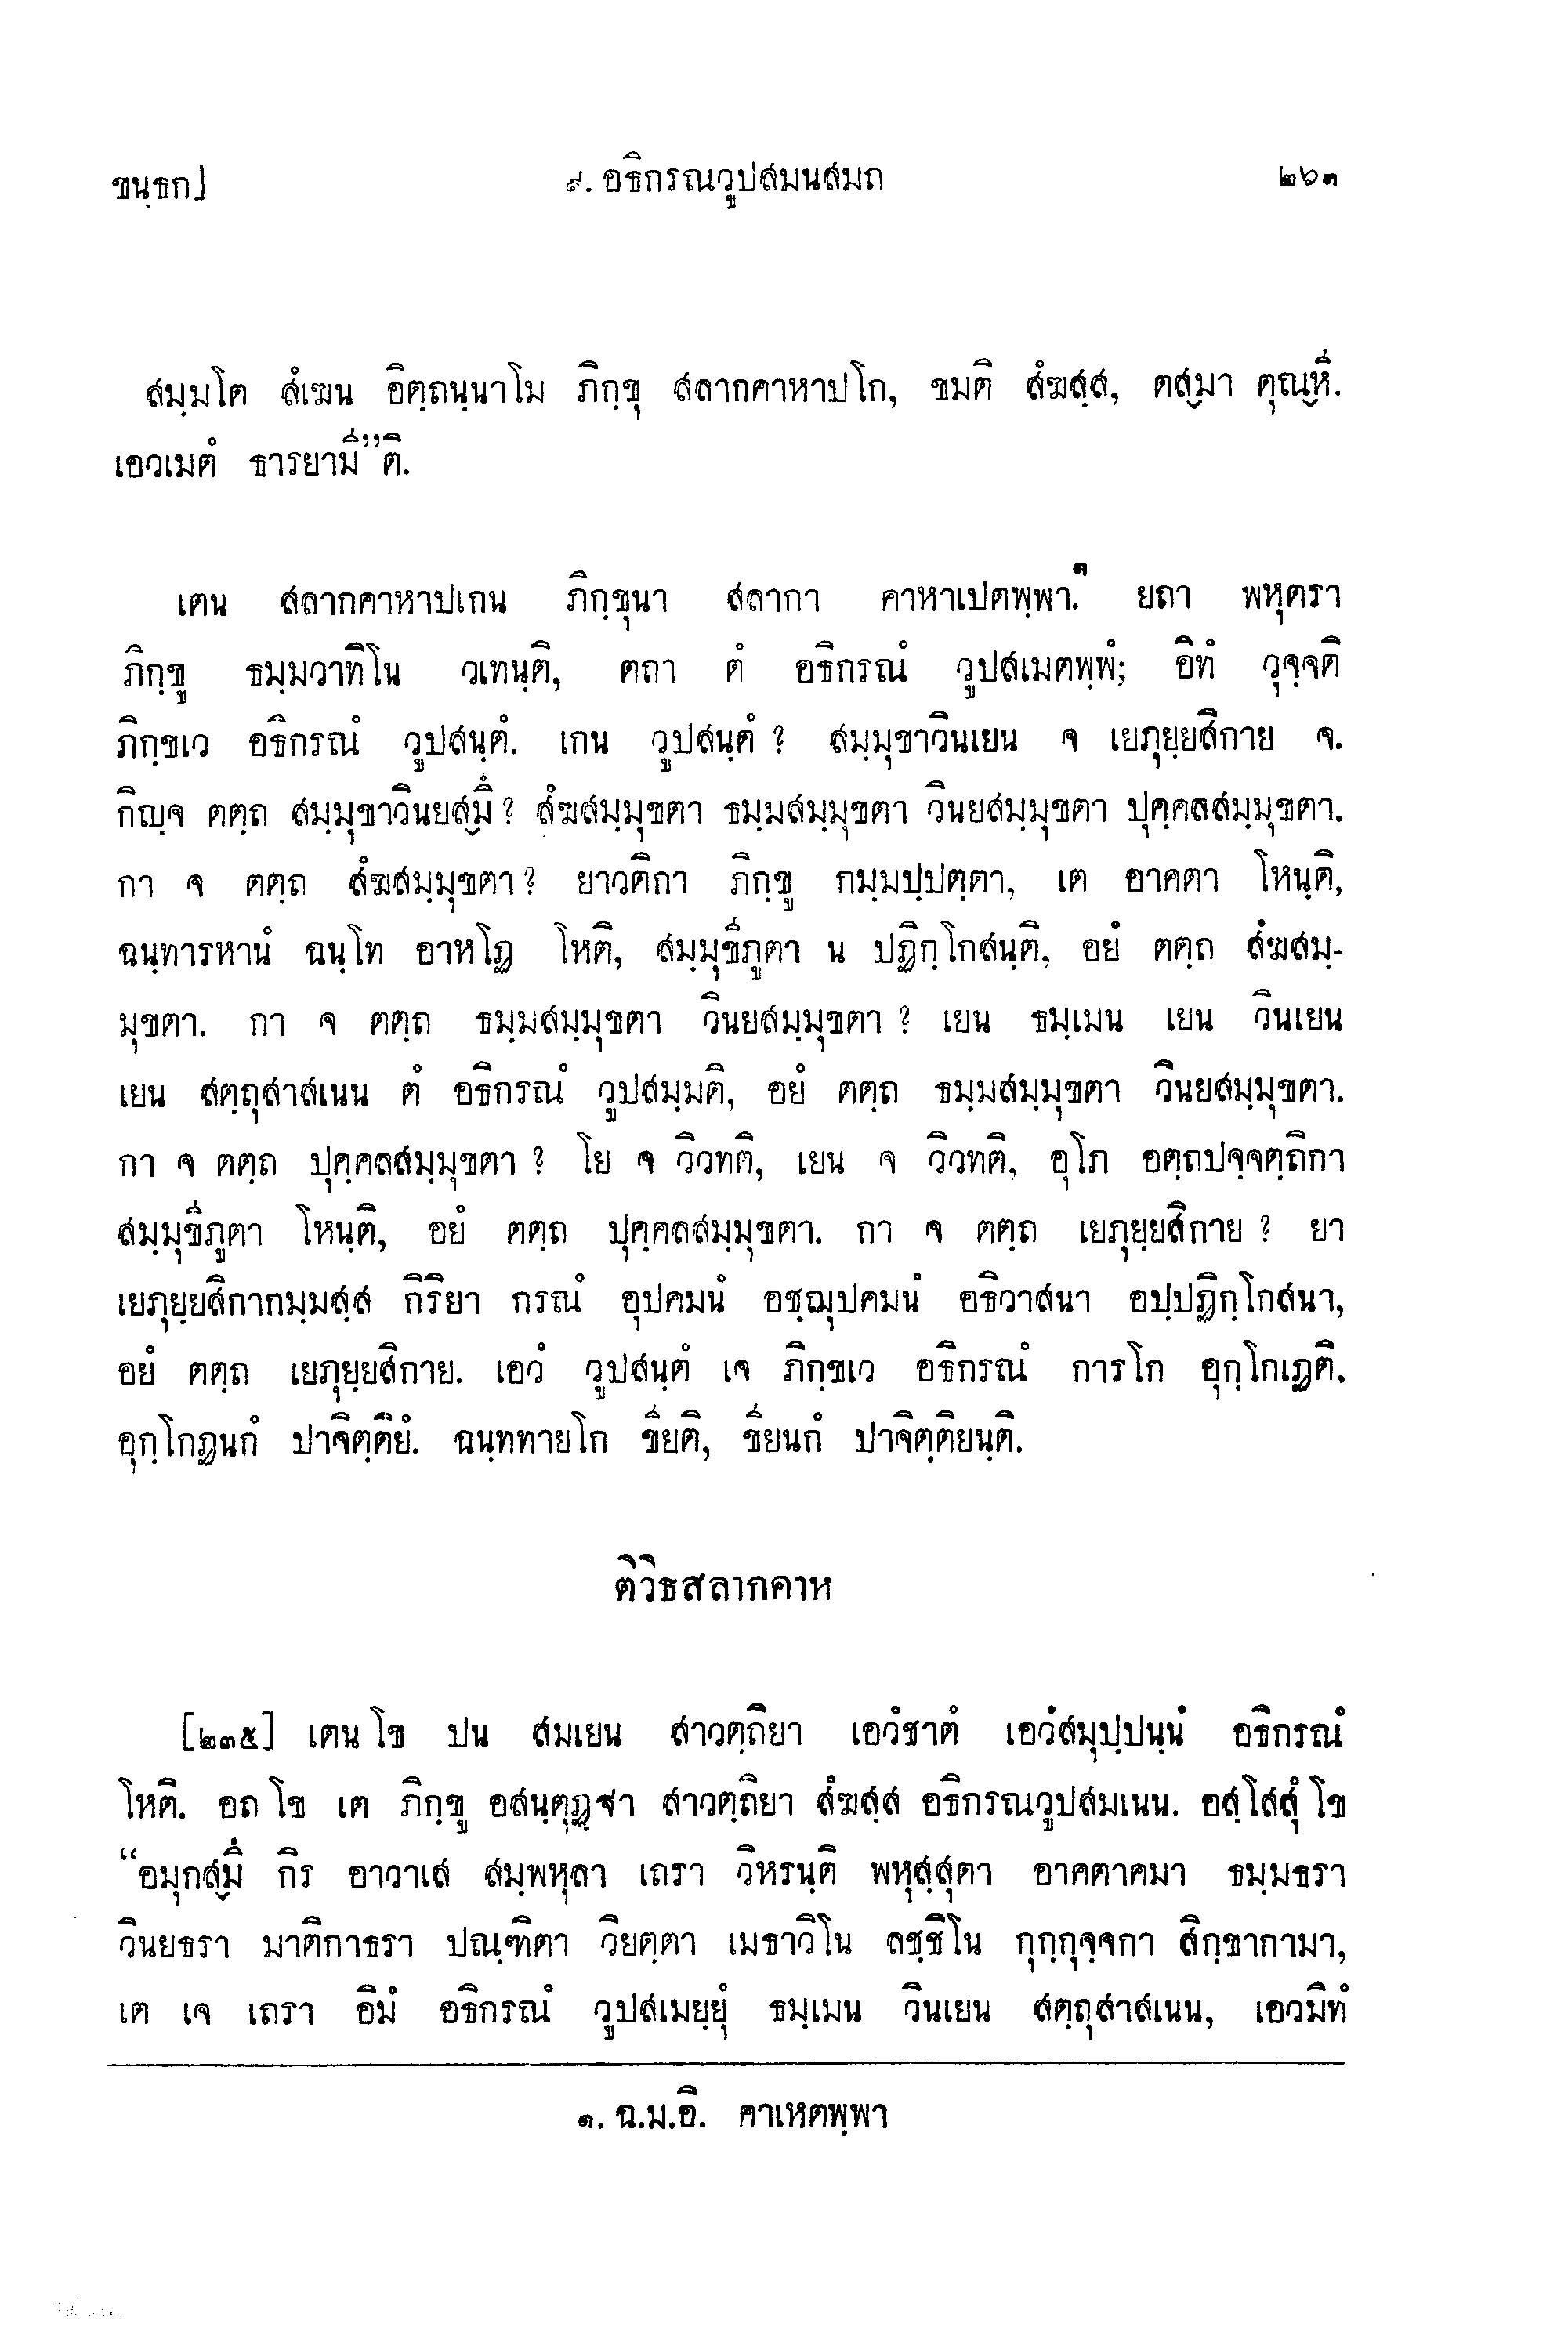 ขนฺธก]
๙. อธิกรณวูปสมนสมถ
๒๖๑
สมฺมโต สํเฆน อิตฺถนฺนาโม ภิกฺขุ สลากคาหาปโก, ขมติ สํฆสฺส, ตสฺมา ตุณฺหี.
เอวเมตํ ธารยามี”ติ.
เตน สลากคาหาปเกน ภิกฺขุนา สลากา คาหาเปตพฺพา.๑ ยถา พหุตรา
ภิกฺขู ธมฺมวาทิโน วเทนฺติ, ตถา ตํ อธิกรณํ วูปสเมตพฺพํ; อิทํ วุจฺจติ
ภิกฺขเว อธิกรณํ วูปสนฺตํ. เกน วูปสนฺตํ ? สมฺมุขาวินเยน จ เยภุยฺยสิกาย จ.
กิญฺจ ตตฺถ สมฺมุขาวินยสฺมึ ? สํฆสมฺมุขตา ธมฺมสมฺมุขตา วินยสมฺมุขตา ปุคฺคลสมฺมุขตา.
กา จ ตตฺถ สํฆสมฺมุขตา ? ยาวติกา ภิกฺขู กมฺมปฺปตฺตา, เต อาคตา โหนฺติ,
ฉนฺทารหานํ ฉนฺโท อาหโฏ โหติ, สมฺมุขีภูตา น ปฏิกฺโกสนฺติ, อยํ ตตฺถ สํฆสมฺ-
มุขตา. กา จ ตตฺถ ธมฺมสมฺมุขตา วินยสมฺมุขตา ? เยน ธมฺเมน เยน วินเยน
เยน สตฺถุสาสเนน ตํ อธิกรณํ วูปสมฺมติ, อยํ ตตฺถ ธมฺมสมฺมุขตา วินยสมฺมุขตา.
กา จ ตตฺถ ปุคฺคลสมฺมุขตา ? โย จ วิวทติ, เยน จ วิวทติ, อุโภ อตฺถปจฺจตฺถิกา
สมฺมุขีภูตา โหนฺติ, อยํ ตตฺถ ปุคฺคลสมฺมุขตา. กา จ ตตฺถ เยภุยฺยสิกาย ? ยา
เยภุยฺยสิกากมฺมสฺส กิริยา กรณํ อุปคมนํ อชฺฌุปคมนํ อธิวาสนา อปฺปฏิกฺโกสนา,
อยํ ตตฺถ เยภุยฺยสิกาย. เอวํ วูปสนฺตํ เจ ภิกฺขเว อธิกรณํ การโก อุกฺโกเฏติ,
อุกฺโกฏนกํ ปาจิตฺติยํ. ฉนฺททายโก ขียติ, ขียนกํ ปาจิตฺติยนฺติ.
ติวิธสลากคาห
[๒๓๕] เตน โข ปน สมเยน สาวตฺถิยา เอวํชาตํ เอวํสมุปฺปนฺนํ อธิกรณํ
โหติ. อถ โข เต ภิกฺขู อสนฺตุฏฺฐา สาวตฺถิยา สํฆสฺส อธิกรณวูปสมเนน. อสฺโสสุํ โข
“อมุกสฺมึ กิร อาวาเส สมฺพหุลา เถรา วิหรนฺติ พหุสฺสุตา อาคตาคมา ธมฺมธรา
วินยธรา มาติกาธรา ปณฺฑิตา วิยตฺตา เมธาวิโน ลชฺชิโน กุกฺกุจฺจกา สิกฺขากามา,
เต เจ เถรา อิมํ อธิกรณํ วูปสเมยฺยุํ ธมฺเมน วินเยน สตฺถุสาสเนน, เอวมิทํ
๑. ฉ.ม.อิ. คาเหตพฺพา